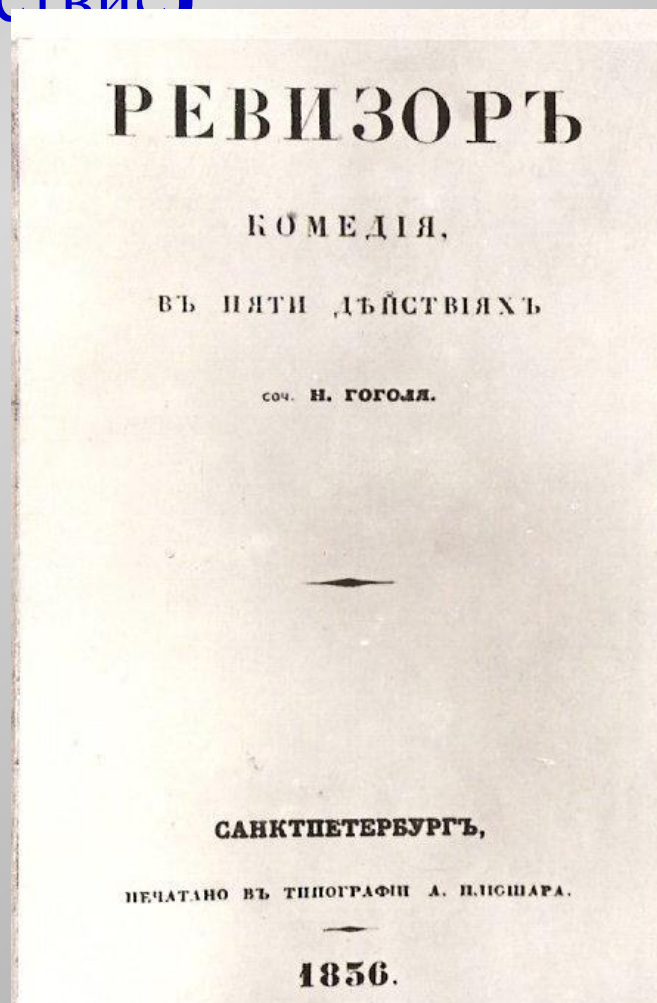 РЕВИЗОРЪ
КОМЕДІЯ,
ВЪ ПЯТИ ДѢЙСТВІЯХЪ
соч. Н. ГОГОЛЯ.
САНКТПЕТЕРБУРГЪ,
ПЕЧАТАНО ВЪ ТИПОГРАФІИ А. ПЛЮШАРА.
1836.